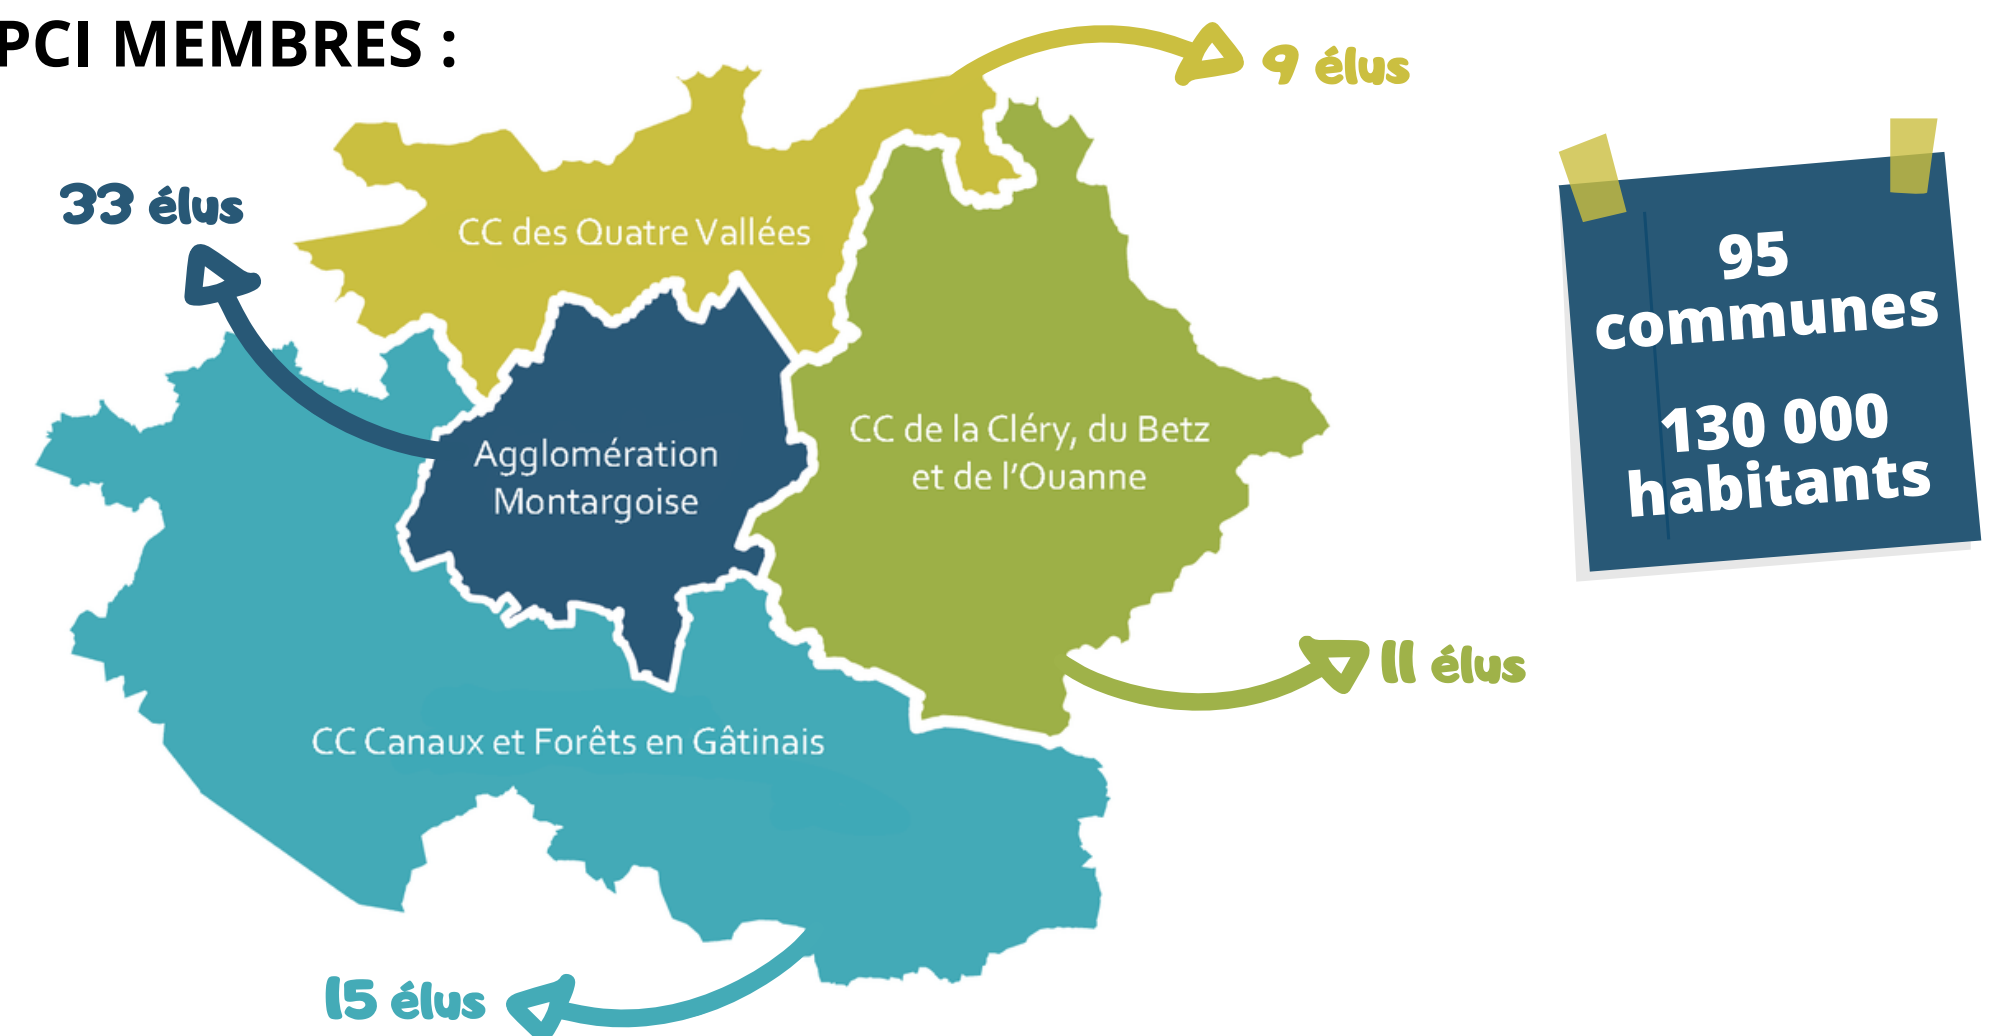 PCI MEMBRES :
9 élus
33 élus
CC des Quatre Vallées
95
communes
130 000
habitants
CC de la Cléry, du Betz
et de l'Ouanne
Agglomération
Montargoise
11 élus
CC Canaux et Forêts en Gâtinais
15 élus